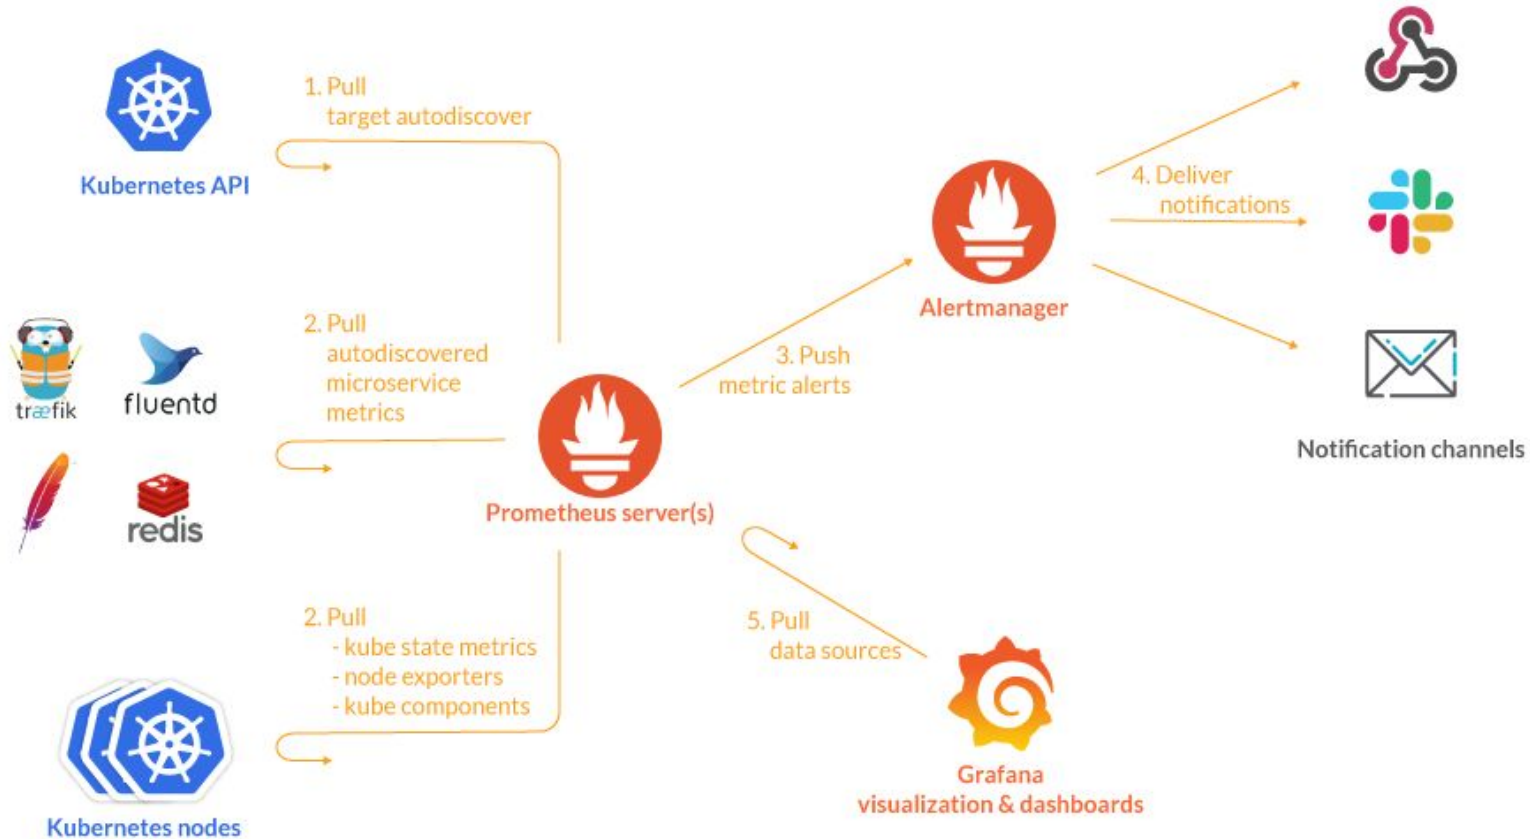 1. Pull
target autodiscover
Kubernetes API
2. Pull
autodiscovered
microservice
metrics
træfik
fluentd
redis
Prometheus server(s)
2. Pull
- kube state metrics
- node exporters
- kube components
Kubernetes nodes
3. Push
metric alerts
Alertmanager
4. Deliver
notifications
Notification channels
5. Pull
data sources
Grafana
visualization & dashboards